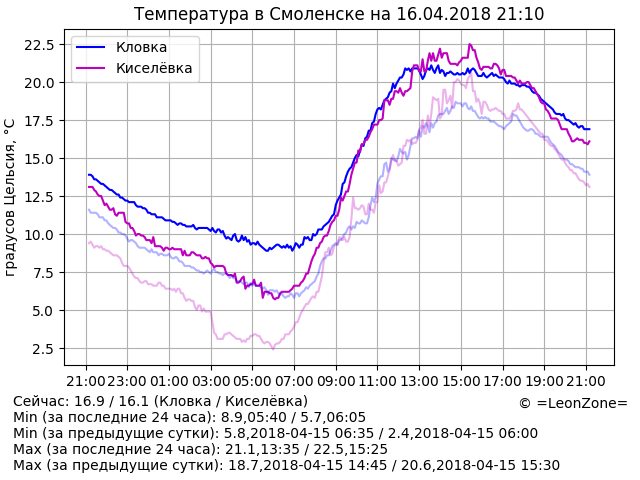 Температура в Смоленске на 16.04.2018 21:10
Кловка
Киселёвка
градусов Цельсия, °C
22.5
20.0
17.5
15.0
12.5
10.0
7.5
5.0
2.5
21:00 23:00 01:00 03:00 05:00 07:00 09:00 11:00 13:00 15:00 17:00 19:00 21:00
Сейчас: 16.9 / 16.1 (Кловка / Киселёвка)
© =LeonZone=
Min (за последние 24 часа): 8.9,05:40 / 5.7,06:05
Min (за предыдущие сутки): 5.8,2018-04-15 06:35 / 2.4,2018-04-15 06:00
Max (за последние 24 часа): 21.1,13:35 / 22.5,15:25
Max (за предыдущие сутки): 18.7,2018-04-15 14:45 / 20.6,2018-04-15 15:30